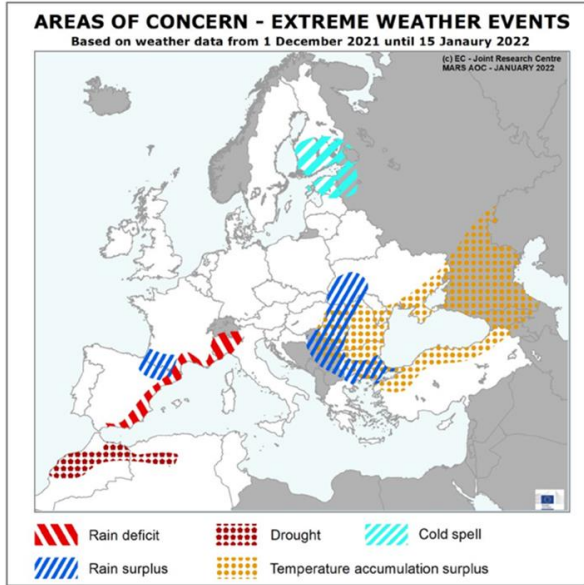 AREAS OF CONCERN - EXTREME WEATHER EVENTS
Based on weather data from 1 December 2021 until 15 Janaury 2022
(c) EC - Joint Research Centre
MARS AOC - JANUARY 2022
Rain deficit
Drought
Cold spell
Rain surplus
Temperature accumulation surplus